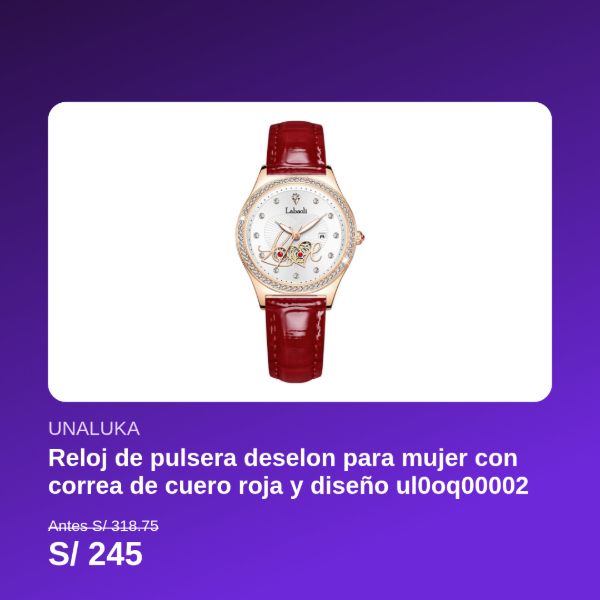 Labaoli
love
UNALUKA
Reloj de pulsera deselon para mujer con
correa de cuero roja y diseño ul0oq00002
Antes S/ 318.75
S/ 245